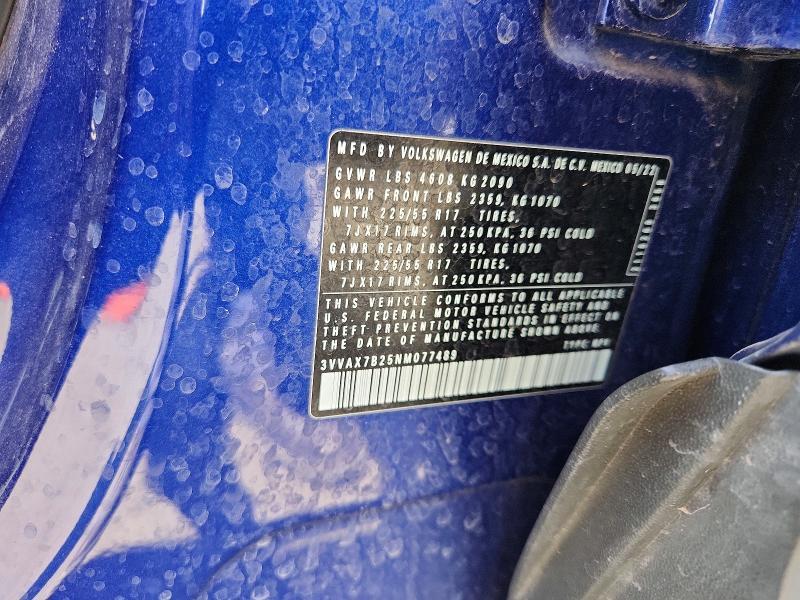 MFD BY VOLKSWAGEN DE MEXICO S.A. DE C.V. MEXICO 05/22
GVWR LBS 4608 KG 2090
GAWR FRONT LBS 2359, KG 1070
WITH 225/55 R17 TIRES,
7JX17 RIMS, AT 250 KPA, 36 PSI COLD
GAWR REAR LBS 2359, KG 1070
WITH 225/55 R17 TIRES,
7JX17 RIMS, AT 250 KPA, 36 PSI COLD
THIS VEHICLE CONFORMS TO ALL APPLICABLE
U.S. FEDERAL MOTOR VEHICLE SAFETY AND
THEFT PREVENTION STANDARDS IN EFFECT ON
THE DATE OF MANUFACTURE SHOWN ABOVE.
TYPE: MPV
3VVAX7B25NM077489